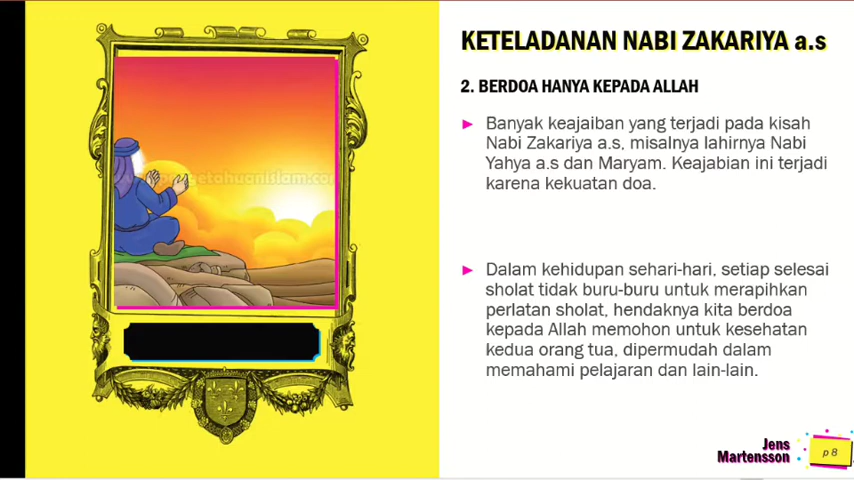 KETELADANAN NABI ZAKARIYA a.s
2. BERDOA HANYA KEPADA ALLAH
Banyak keajaiban yang terjadi pada kisah
Nabi Zakariya a.s, misalnya lahirnya Nabi
Yahya a.s dan Maryam. Keajabian ini terjadi
karena kekuatan doa.
Dalam kehidupan sehari-hari, setiap selesai
sholat tidak buru-buru untuk merapihkan
perlatan sholat, hendaknya kita berdoa
kepada Allah memohon untuk kesehatan
kedua orang tua, dipermudah dalam
memahami pelajaran dan lain-lain.
Jens
Martensson
p 8